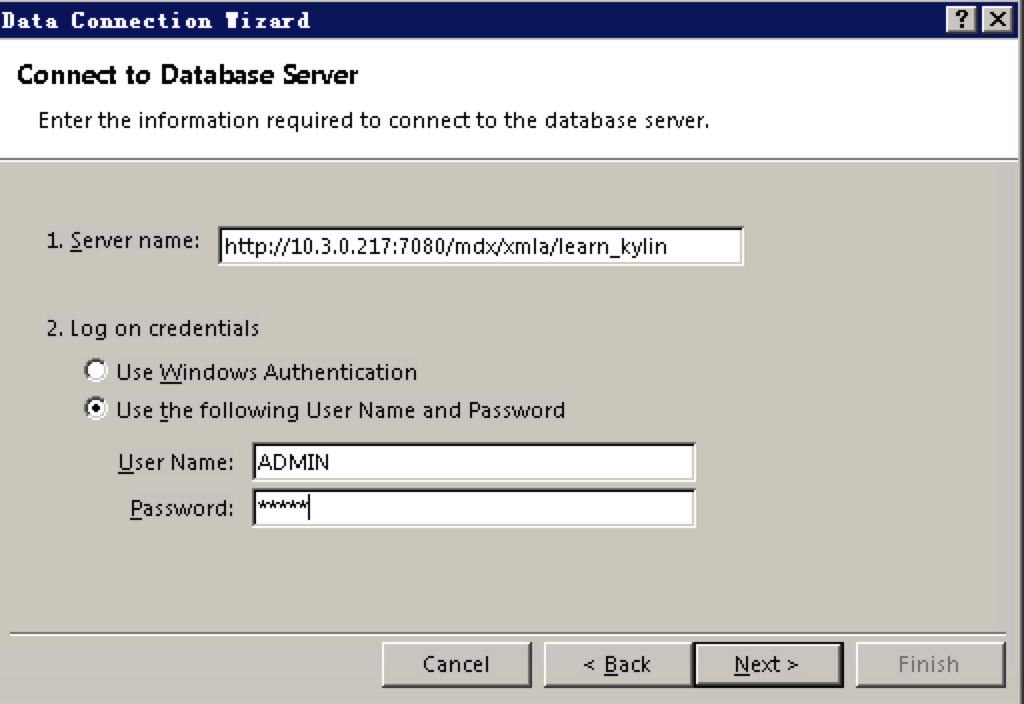 Data Connection Wizard ? X
Connect to Database Server
Enter the information required to connect to the database server.
1. Server name: http://10.3.0.217:7080/mdx/xmla/learn_kylin
2. Log on credentials
Use Windows Authentication
Use the following User Name and Password
User Name: ADMIN
Password: *****
Cancel < Back Next > Finish